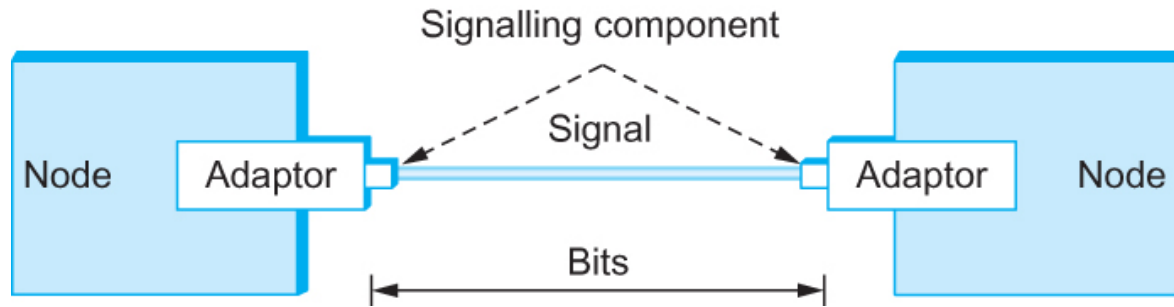 Signalling component
Signal
Node
Adaptor
Adaptor
Node
Bits